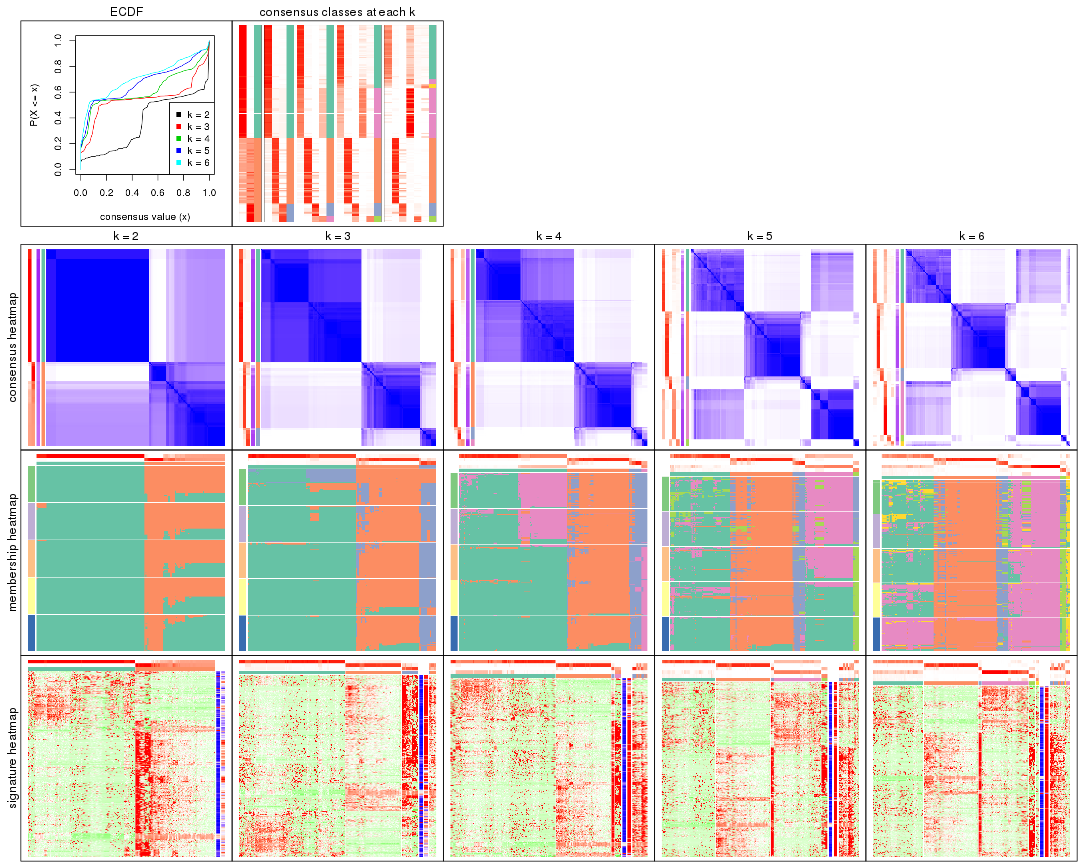 ECDF
consensus classes at each k
P(X <= x)
0.0 0.2 0.4 0.6 0.8 1.0
k = 2
k = 3
k = 4
k = 5
k = 6
0.0 0.2 0.4 0.6 0.8 1.0
consensus value (x)
k = 2
k = 3
k = 4
k = 5
k = 6
consensus heatmap
membership heatmap
signature heatmap